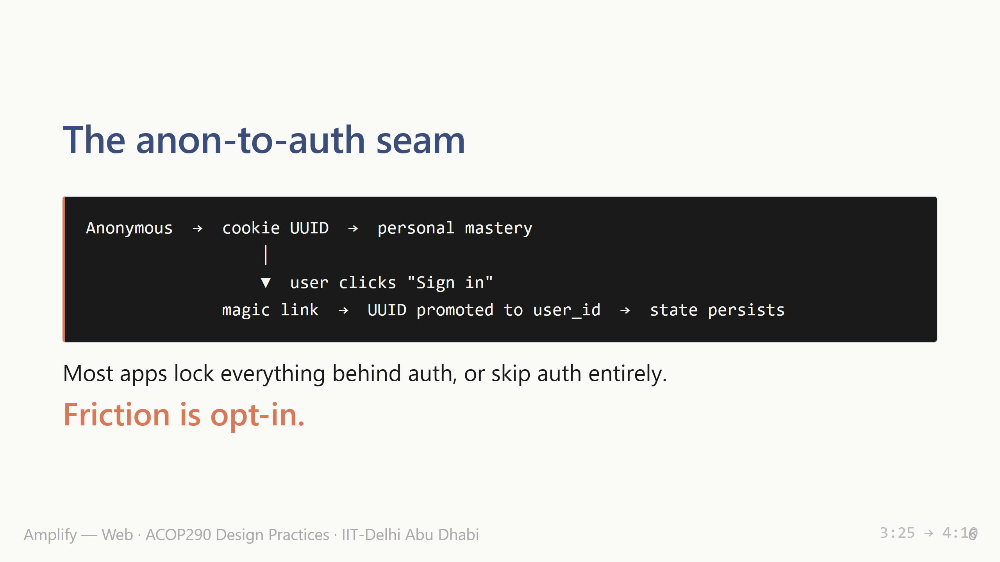 The anon-to-auth seam
Anonymous → cookie UUID → personal mastery
│
▼ user clicks "Sign in"
magic link → UUID promoted to user_id → state persists
Most apps lock everything behind auth, or skip auth entirely.
Friction is opt-in.
Amplify — Web · ACOP290 Design Practices · IIT-Delhi Abu Dhabi
3:25 → 4:10
6